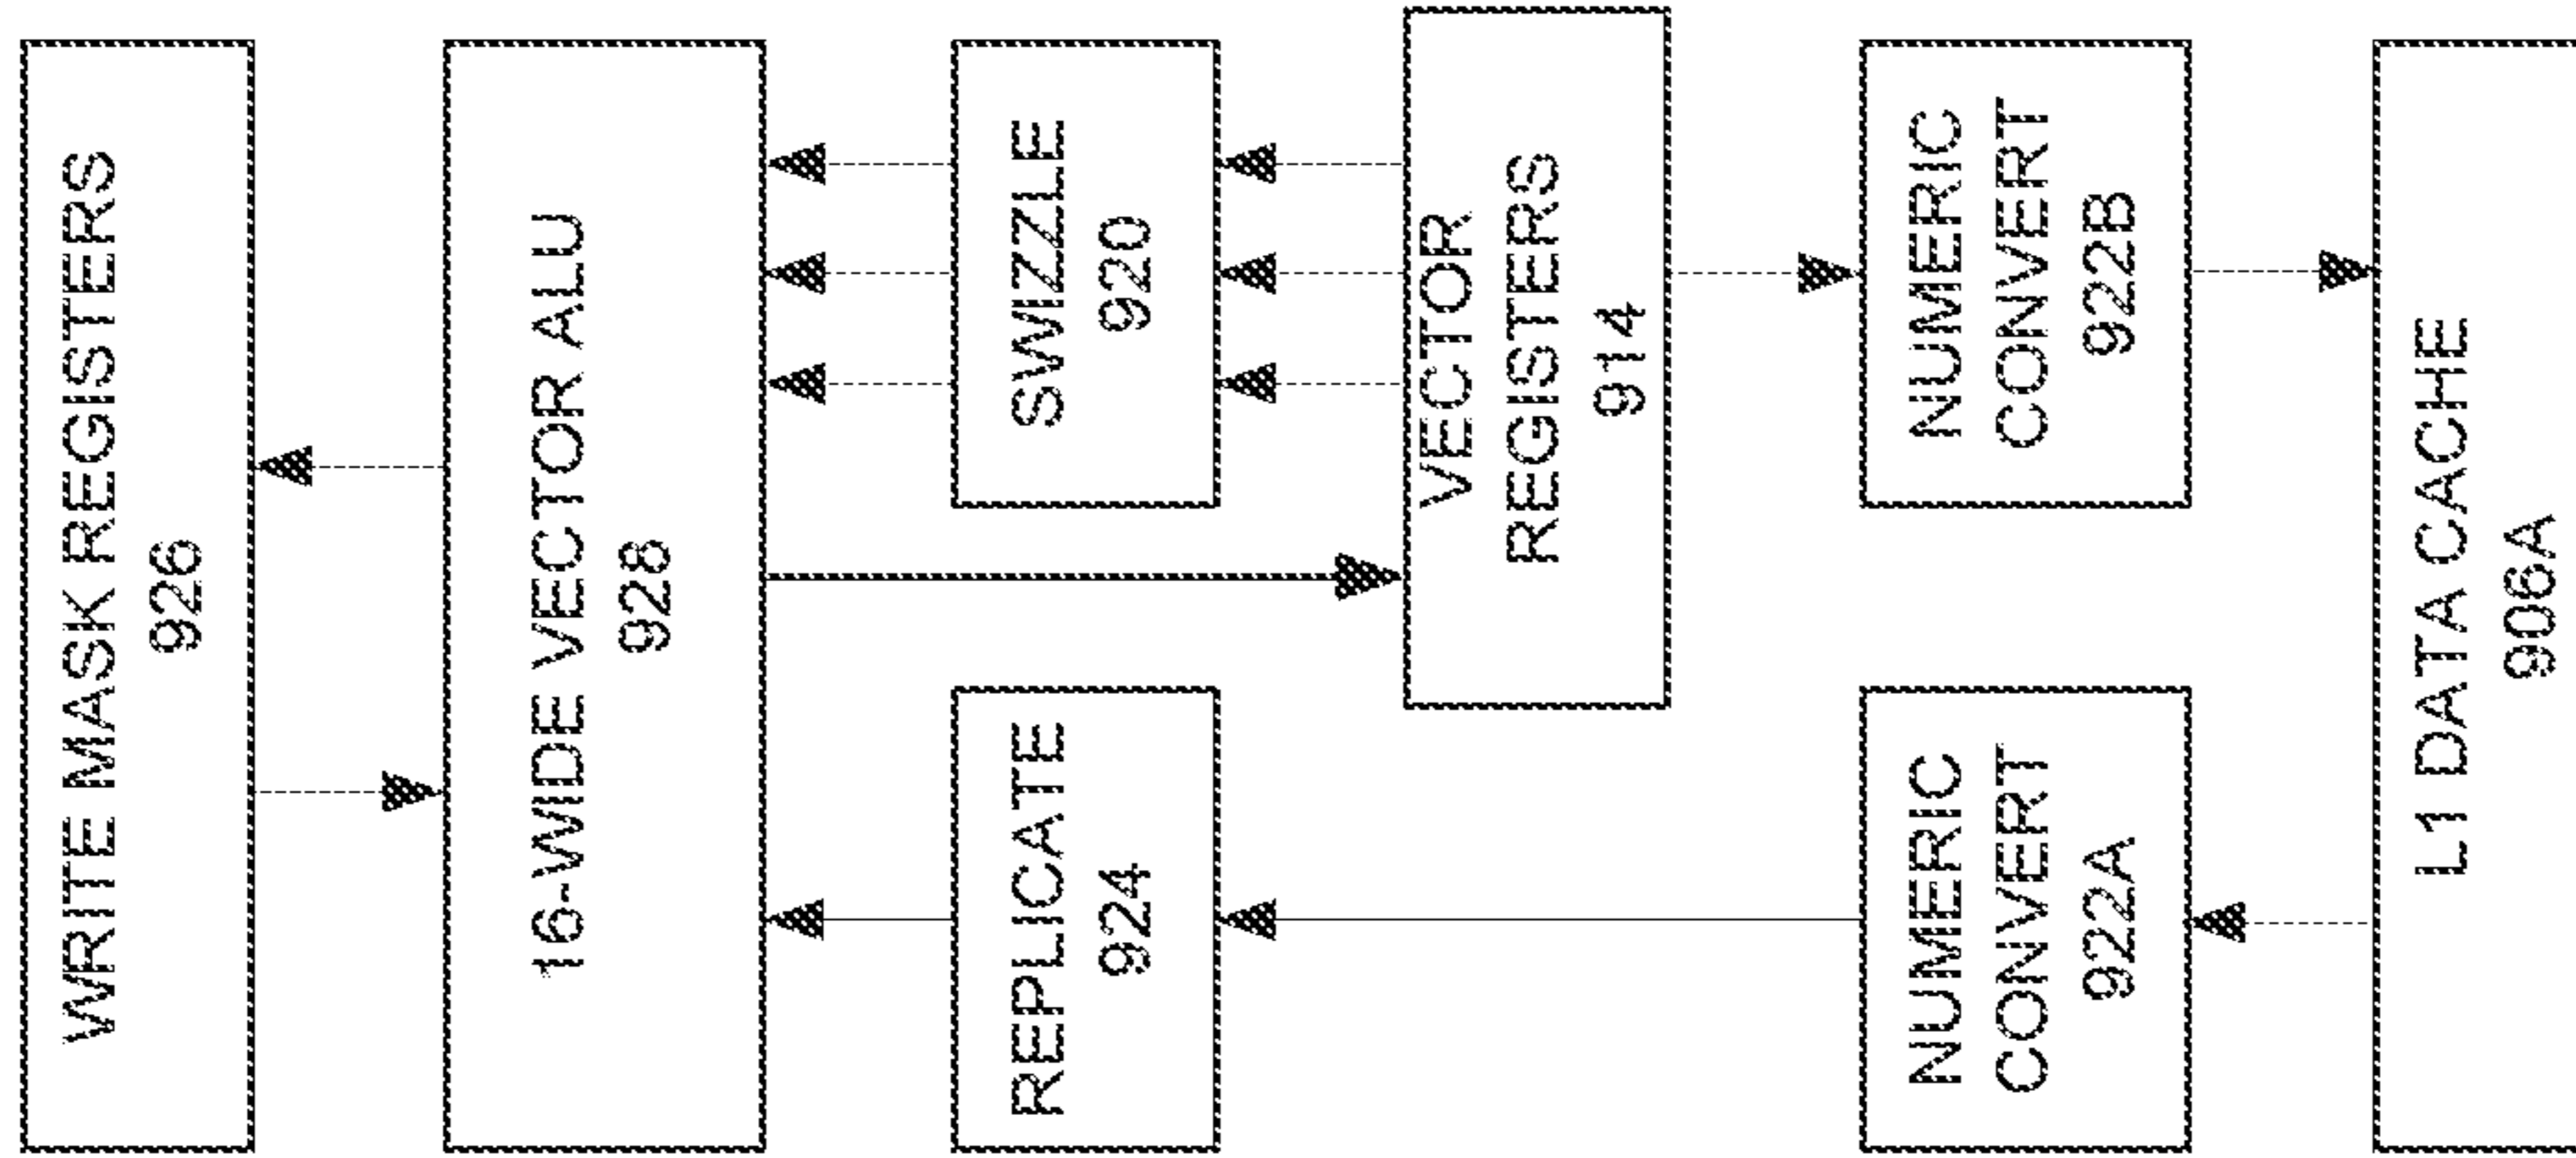 WRITE MASK REGISTERS
926
16-WIDE VECTOR ALU
928
REPLICATE
924
SWIZZLE
920
VECTOR
REGISTERS
914
NUMERIC
CONVERT
922A
NUMERIC
CONVERT
922B
L1 DATA CACHE
906A